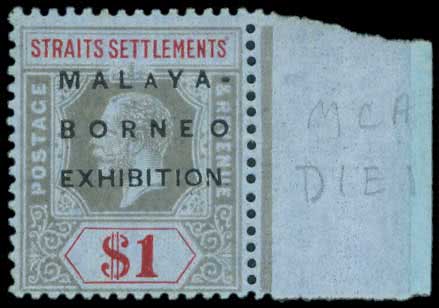 STRAITS SETTLEMENTS
MALAYA-
BORNEO
EXHIBITION
POSTAGE
& REVENUE
$1
MCA
DIE I